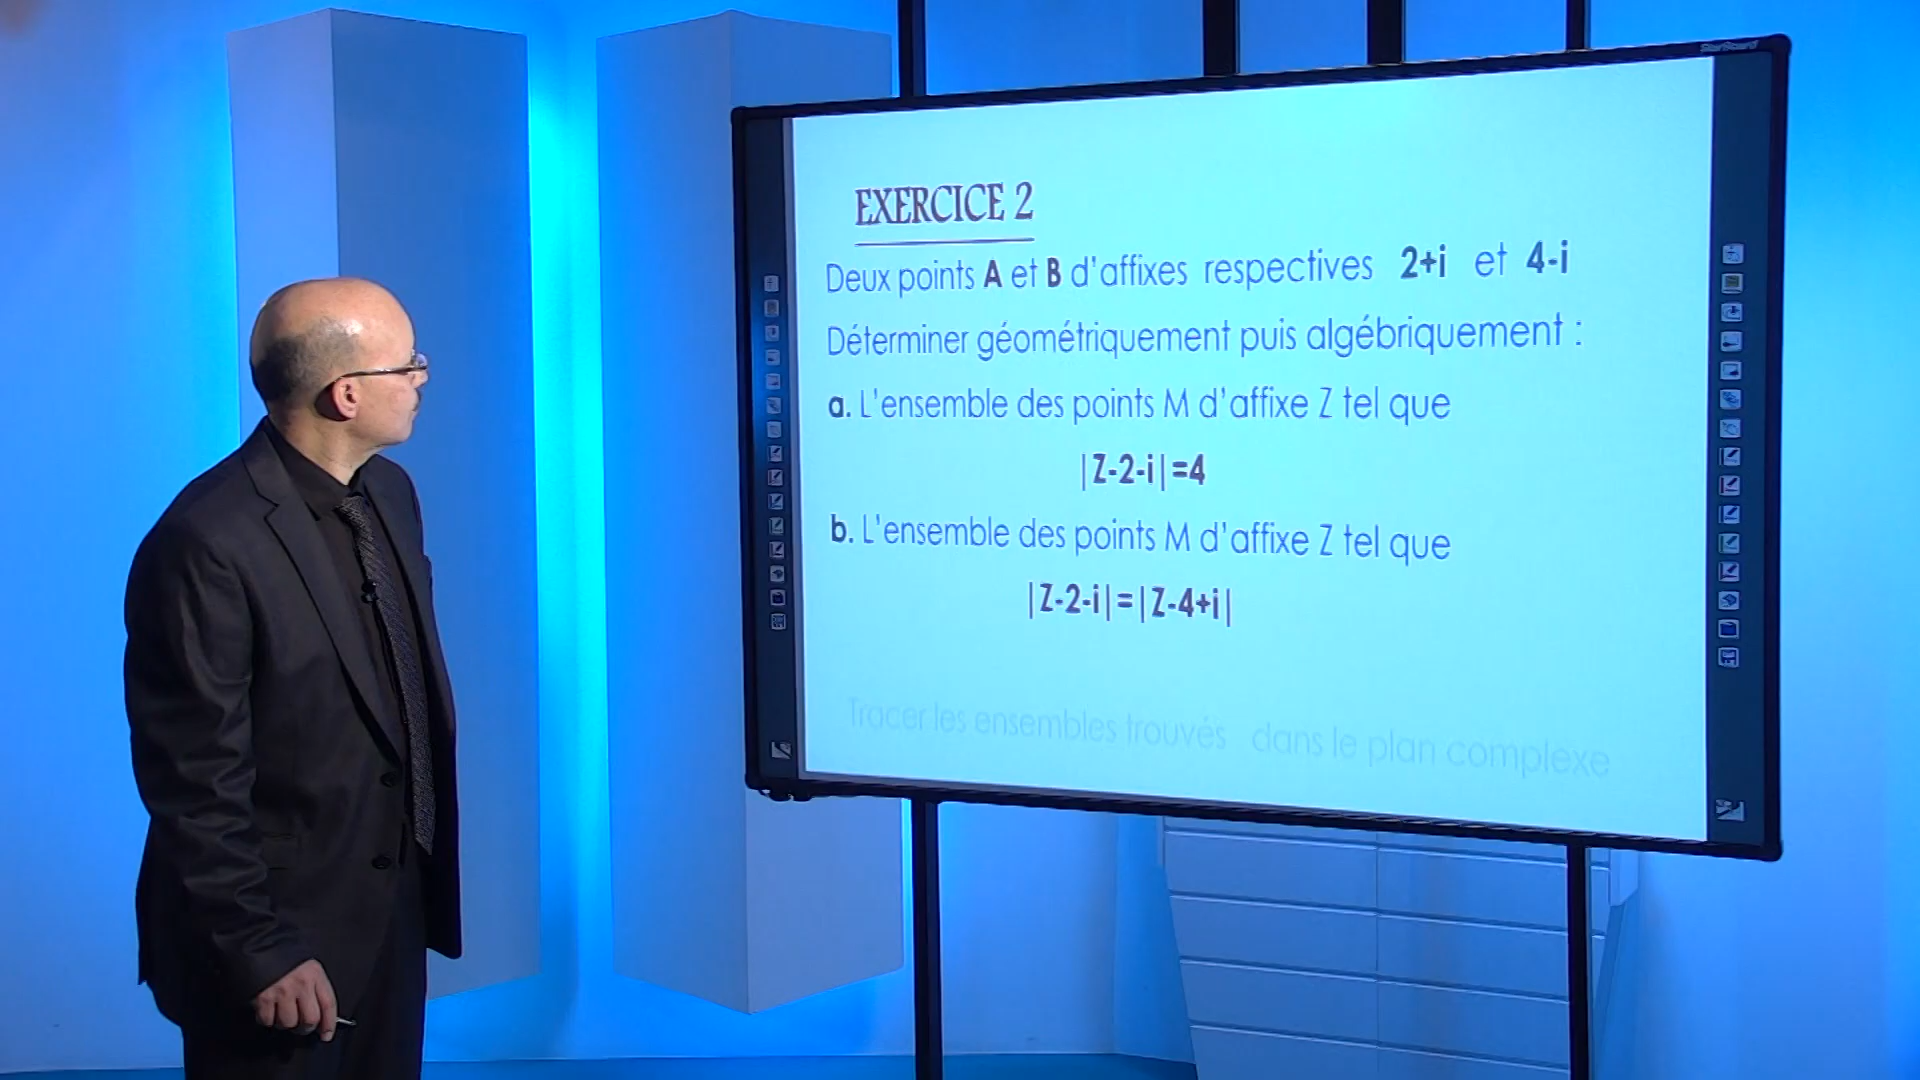 StarBoard
EXERCICE 2
Deux points A et B d'affixes respectives 2+i et 4-i
Déterminer géométriquement puis algébriquement :
a. L'ensemble des points M d'affixe Z tel que
|Z-2-i|=4
b. L'ensemble des points M d'affixe Z tel que
|Z-2-i|=|Z-4+i|
Tracer les ensembles trouvés dans le plan complexe